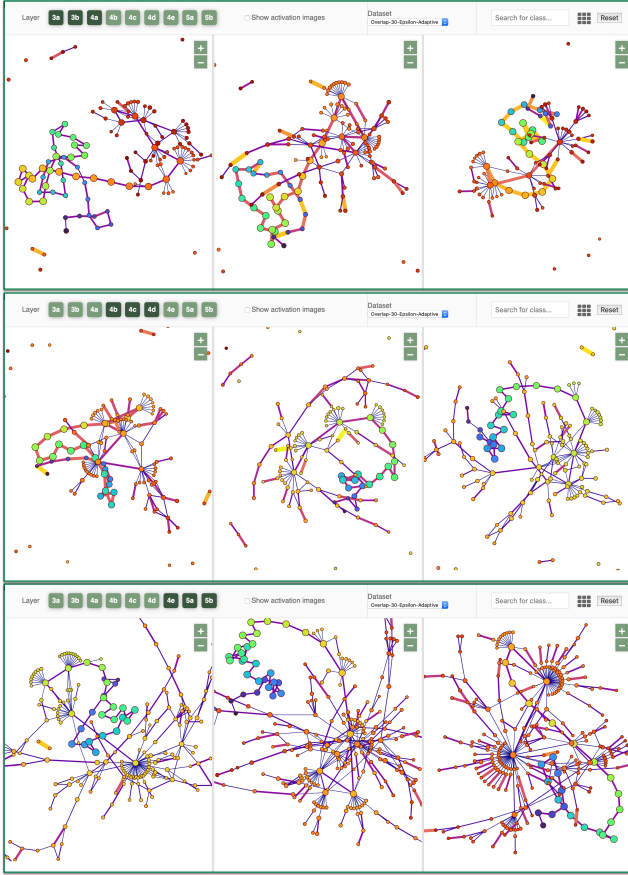 Layer 3a 3b 4a 4b 4c 4d 4e 5a 5b Show activation images Dataset Search for class... Reset
Overlap-30-Epsilon-Adaptive
+ + +
− − −
Layer 3a 3b 4a 4b 4c 4d 4e 5a 5b Show activation images Dataset Search for class... Reset
Overlap-30-Epsilon-Adaptive
+ + +
− − −
Layer 3a 3b 4a 4b 4c 4d 4e 5a 5b Show activation images Dataset Search for class... Reset
Overlap-30-Epsilon-Adaptive
+ + +
− − −